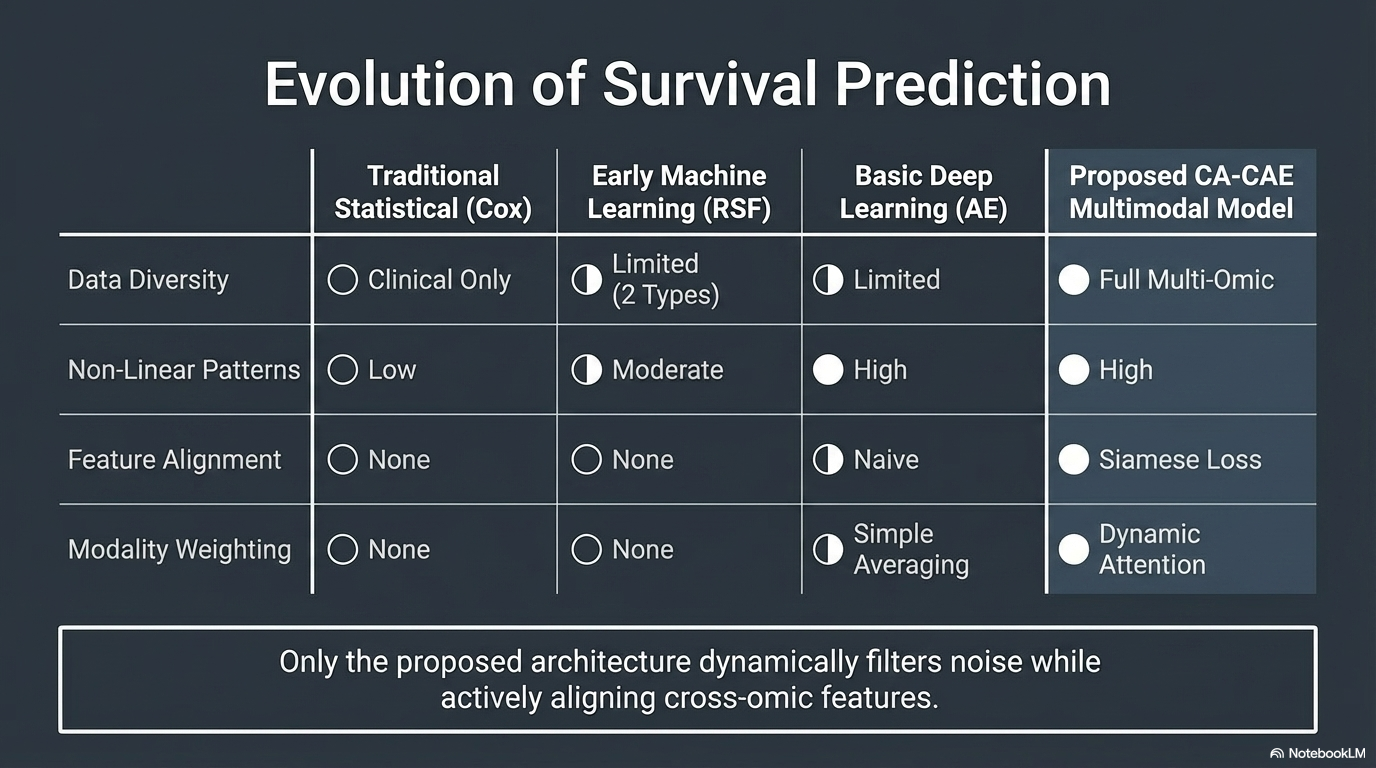 Evolution of Survival Prediction
Traditional
Statistical (Cox)
Early Machine
Learning (RSF)
Basic Deep
Learning (AE)
Proposed CA-CAE
Multimodal Model
Data Diversity
Clinical Only
Limited
(2 Types)
Limited
Full Multi-Omic
Non-Linear Patterns
Low
Moderate
High
High
Feature Alignment
None
None
Naive
Siamese Loss
Modality Weighting
None
None
Simple
Averaging
Dynamic
Attention
Only the proposed architecture dynamically filters noise while
actively aligning cross-omic features.
NotebookLM